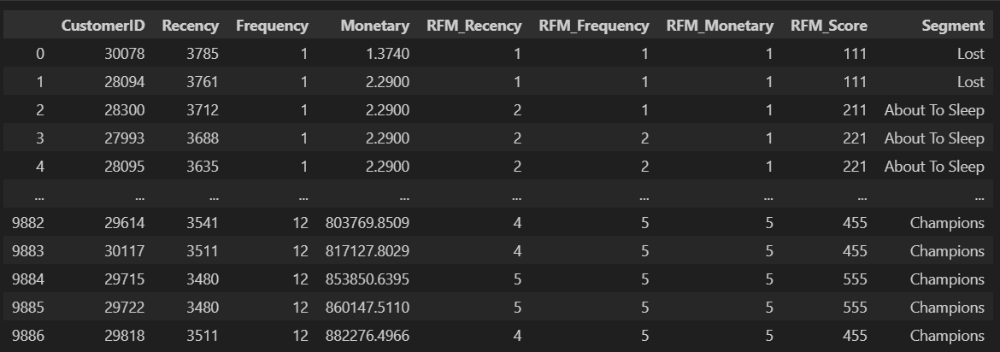 CustomerID Recency Frequency Monetary RFM_Recency RFM_Frequency RFM_Monetary RFM_Score Segment
0 30078 3785 1 1.3740 1 1 1 111 Lost
1 28094 3761 1 2.2900 1 1 1 111 Lost
2 28300 3712 1 2.2900 2 1 1 211 About To Sleep
3 27993 3688 1 2.2900 2 2 1 221 About To Sleep
4 28095 3635 1 2.2900 2 2 1 221 About To Sleep
... ... ... ... ... ... ... ... ... ...
9882 29614 3541 12 803769.8509 4 5 5 455 Champions
9883 30117 3511 12 817127.8029 4 5 5 455 Champions
9884 29715 3480 12 853850.6395 5 5 5 555 Champions
9885 29722 3480 12 860147.5110 5 5 5 555 Champions
9886 29818 3511 12 882276.4966 4 5 5 455 Champions